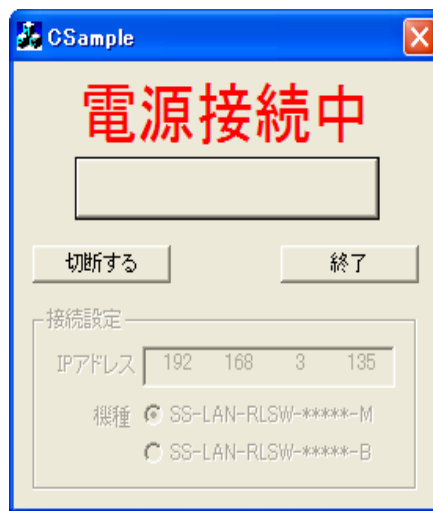 CSample
電源接続中
切断する 終了
接続設定
IPアドレス 192 168 3 135
機種 SS-LAN-RLSW-*****-M
SS-LAN-RLSW-*****-B